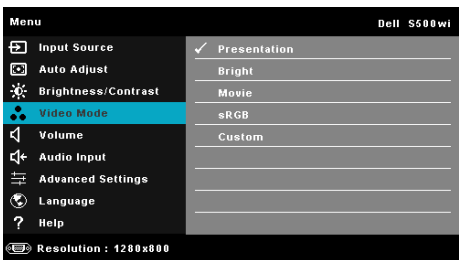 Menu Dell S500wi
Input Source
Auto Adjust
Brightness/Contrast
Video Mode
Volume
Audio Input
Advanced Settings
Language
? Help
Presentation
Bright
Movie
sRGB
Custom
Resolution : 1280x800